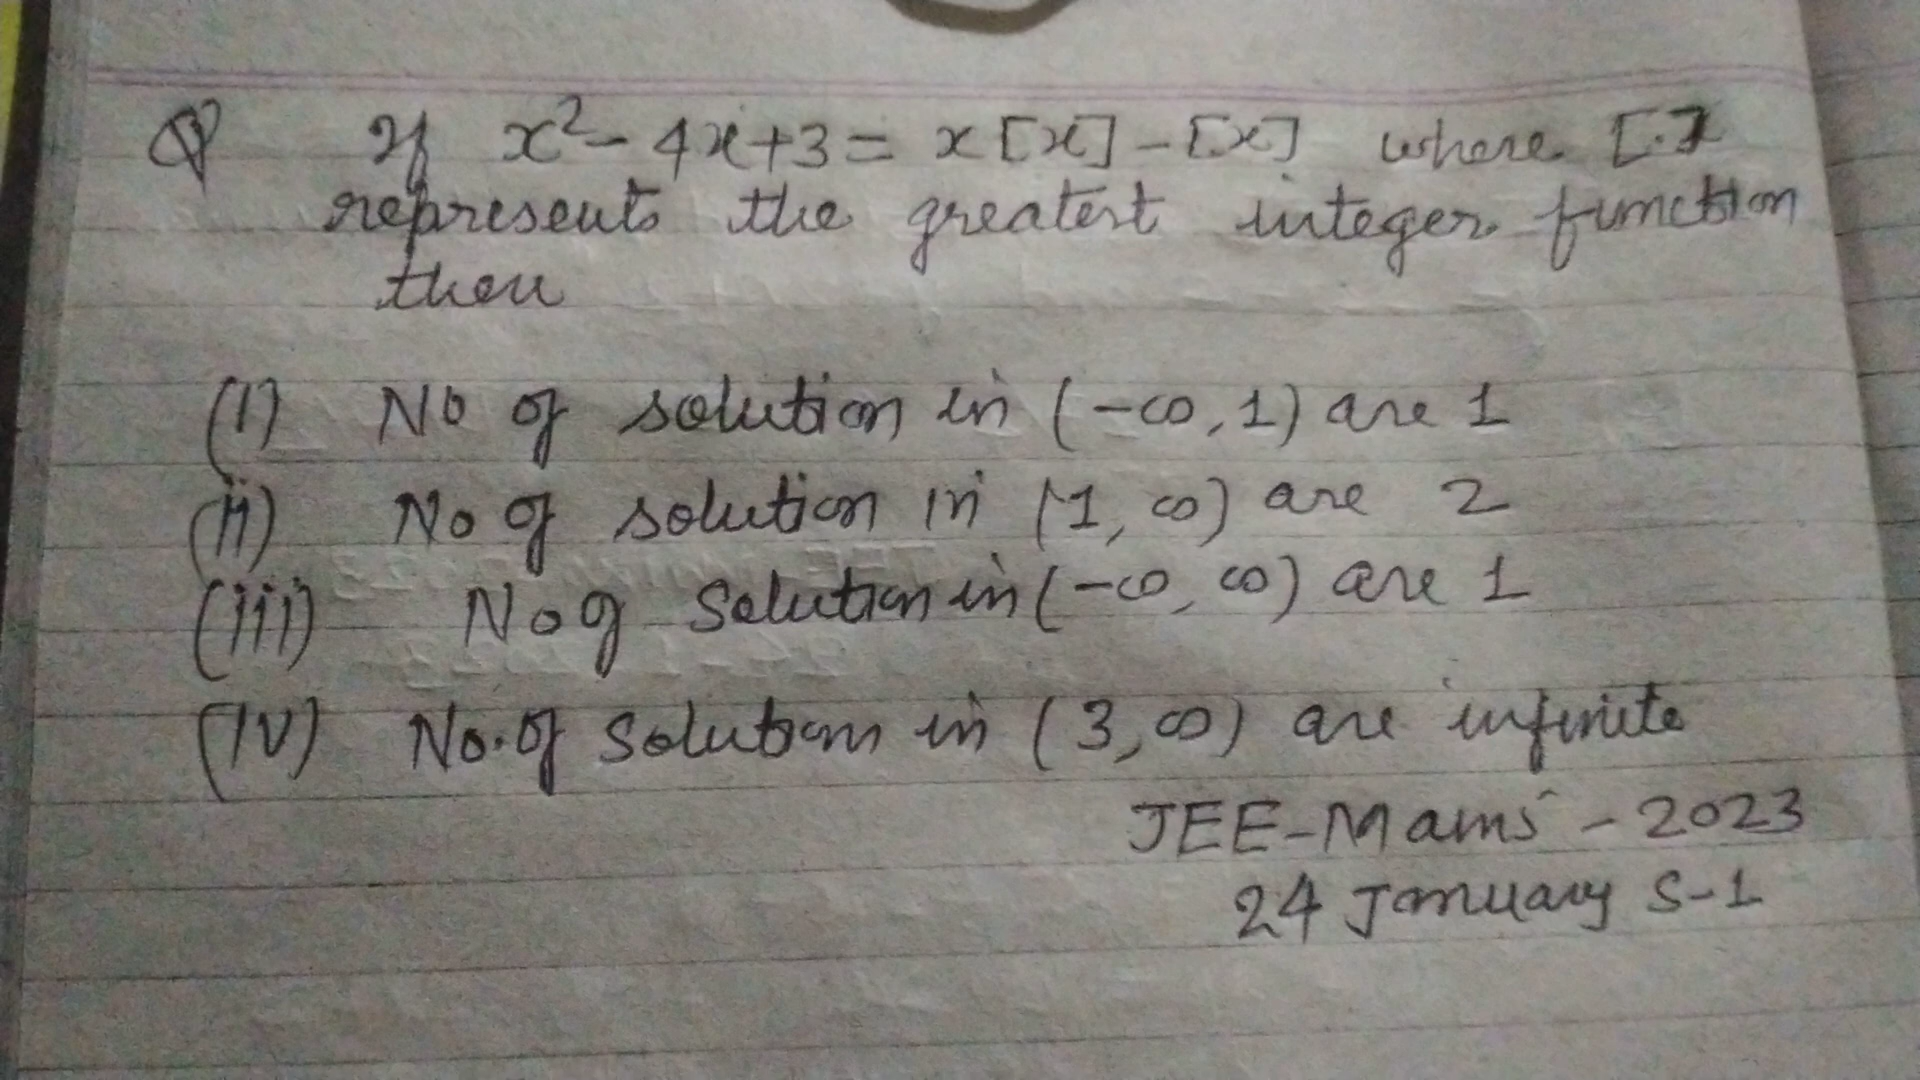 Q If x² - 4x + 3 = x [x] - [x] where [.]
represents the greatest integer function
then
(I) No of solution in (-∞, 1) are 1
(ii) No of solution in (1, ∞) are 2
(iii) No of Solution in (-∞, ∞) are 1
(IV) No. of solutions in (3, ∞) are infinite
JEE-Mains - 2023
24 January S-1